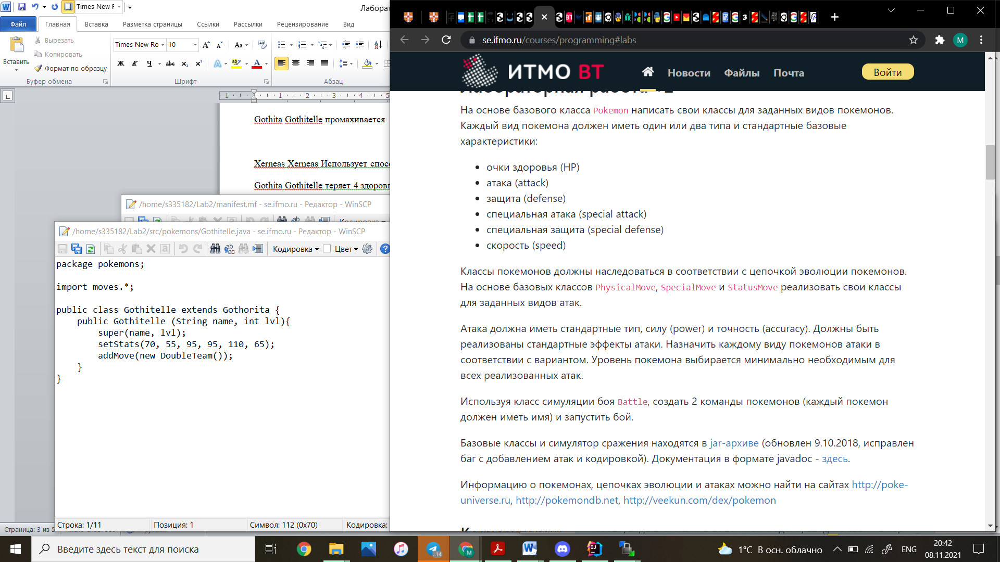 Times New F
Лаборат
Файл
Главная
Вставка
Разметка страницы
Ссылки
Рассылки
Рецензирование
Вид
Вставить
Вырезать
Копировать
Формат по образцу
Буфер обмена
Times New Ro
10
Шрифт
Абзац
Gothita Gothitelle промахивается
Xerneas Xerneas Использует спосо
Gothita Gothitelle теряет 4 здоровь
/home/s335182/Lab2/manifest.mf - se.ifmo.ru - Редактор - WinSCP
/home/s335182/Lab2/src/pokemons/Gothitelle.java - se.ifmo.ru - Редактор - WinSCP
Кодировка
Цвет
package pokemons;
import moves.*;
public class Gothitelle extends Gothorita {
public Gothitelle (String name, int lvl){
super(name, lvl);
setStats(70, 55, 95, 95, 110, 65);
addMove(new DoubleTeam());
}
}
Строка: 1/11
Позиция: 1
Символ: 112 (0x70)
Кодировка:
Страница: 3 из 5
se.ifmo.ru/courses/programming#labs
M
ИТМО ВТ
Новости
Файлы
Почта
Войти
На основе базового класса Pokemon написать свои классы для заданных видов покемонов.
Каждый вид покемона должен иметь один или два типа и стандартные базовые
характеристики:
• очки здоровья (HP)
• атака (attack)
• защита (defense)
• специальная атака (special attack)
• специальная защита (special defense)
• скорость (speed)
Классы покемонов должны наследоваться в соответствии с цепочкой эволюции покемонов.
На основе базовых классов PhysicalMove, SpecialMove и StatusMove реализовать свои классы
для заданных видов атак.
Атака должна иметь стандартные тип, силу (power) и точность (accuracy). Должны быть
реализованы стандартные эффекты атаки. Назначить каждому виду покемонов атаки в
соответствии с вариантом. Уровень покемона выбирается минимально необходимым для
всех реализованных атак.
Используя класс симуляции боя Battle, создать 2 команды покемонов (каждый покемон
должен иметь имя) и запустить бой.
Базовые классы и симулятор сражения находятся в jar-архиве (обновлен 9.10.2018, исправлен
баг с добавлением атак и кодировкой). Документация в формате javadoc - здесь.
Информацию о покемонах, цепочках эволюции и атаках можно найти на сайтах http://poke-
universe.ru, http://pokemondb.net, http://veekun.com/dex/pokemon
Введите здесь текст для поиска
1°C В осн. облачно
ENG
20:42
08.11.2021